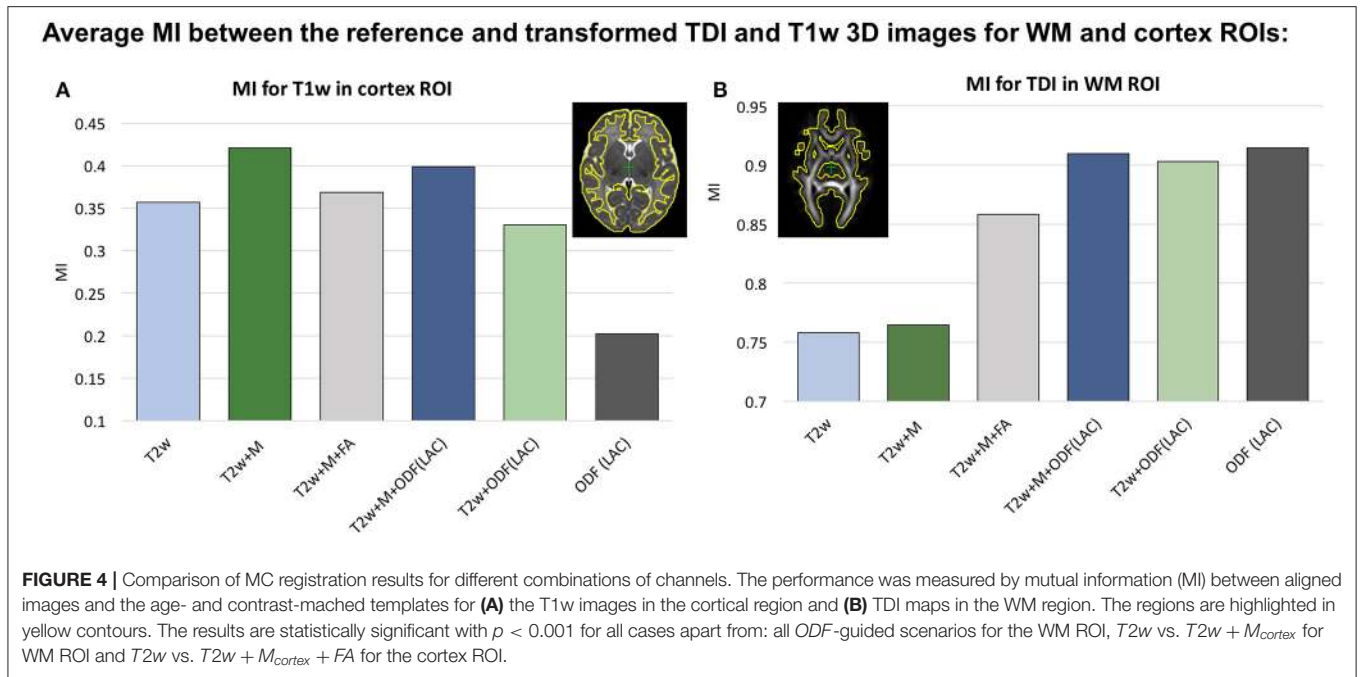 Average MI between the reference and transformed TDI and T1w 3D images for WM and cortex ROIs:
A
MI for T1w in cortex ROI
0.45
0.4
0.35
0.3
0.25
0.2
0.15
0.1
MI
T2w
T2w+M
T2w+M+FA
T2w+M+ODF(LAC)
T2w+ODF(LAC)
ODF (LAC)
B
MI for TDI in WM ROI
0.95
0.9
0.85
0.8
0.75
0.7
MI
T2w
T2w+M
T2w+M+FA
T2w+M+ODF(LAC)
T2w+ODF(LAC)
ODF (LAC)
FIGURE 4 | Comparison of MC registration results for different combinations of channels. The performance was measured by mutual information (MI) between aligned
images and the age- and contrast-mached templates for (A) the T1w images in the cortical region and (B) TDI maps in the WM region. The regions are highlighted in
yellow contours. The results are statistically significant with p < 0.001 for all cases apart from: all ODF-guided scenarios for the WM ROI, T2w vs. T2w + Mcortex for
WM ROI and T2w vs. T2w + Mcortex + FA for the cortex ROI.